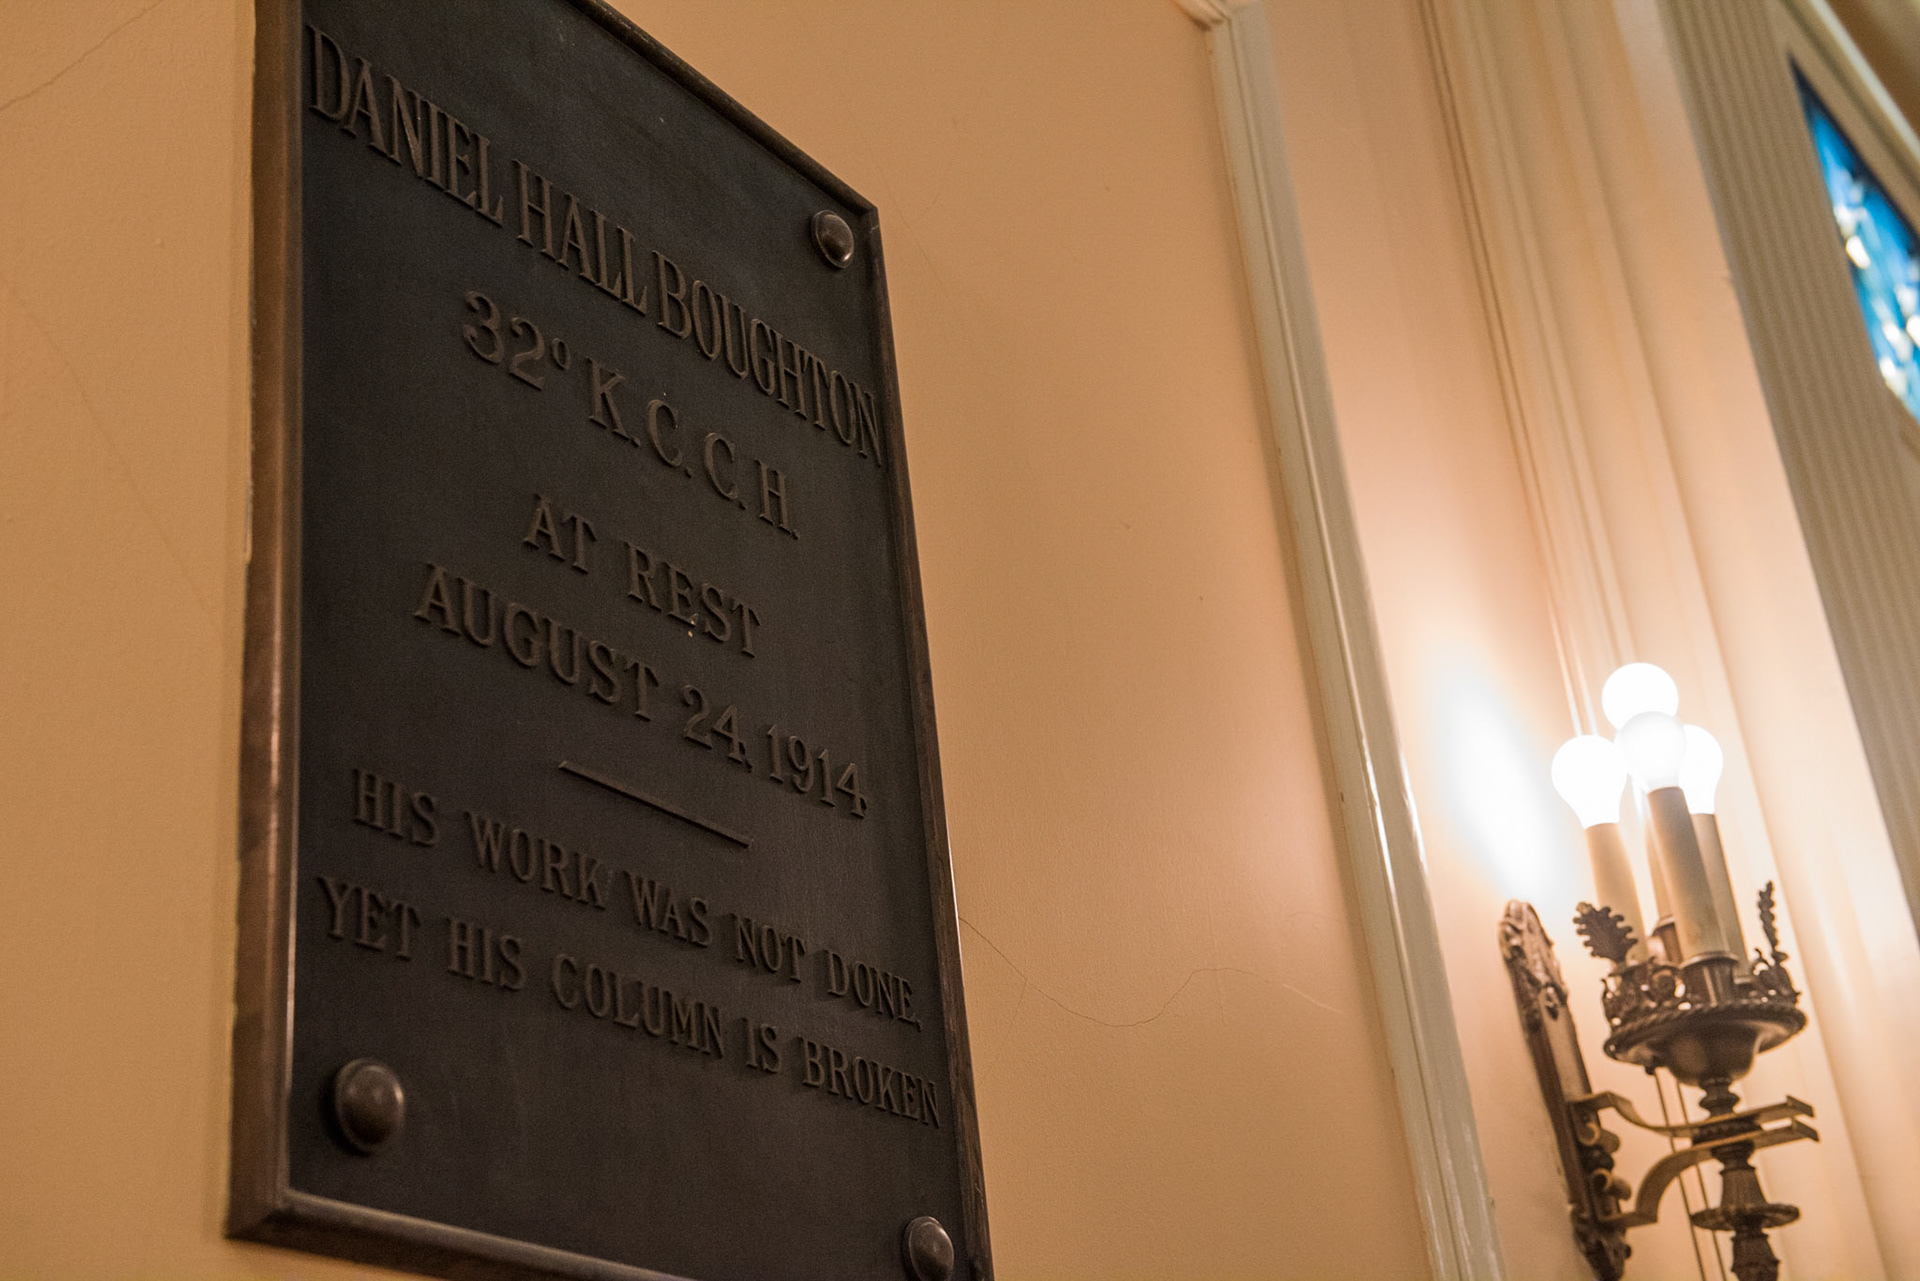 DANIEL HALL BOUGHTON
32° K.C.C.H.
AT REST
AUGUST 24, 1914
HIS WORK WAS NOT DONE,
YET HIS COLUMN IS BROKEN